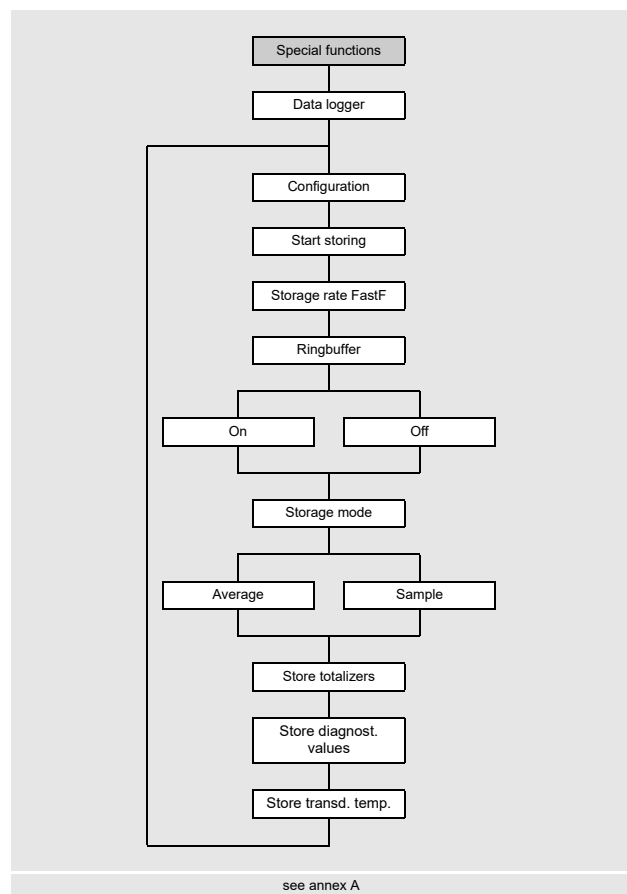 Special functions
Data logger
Configuration
Start storing
Storage rate FastF
Ringbuffer
On
Off
Storage mode
Average
Sample
Store totalizers
Store diagnost.
values
Store transd. temp.
see annex A